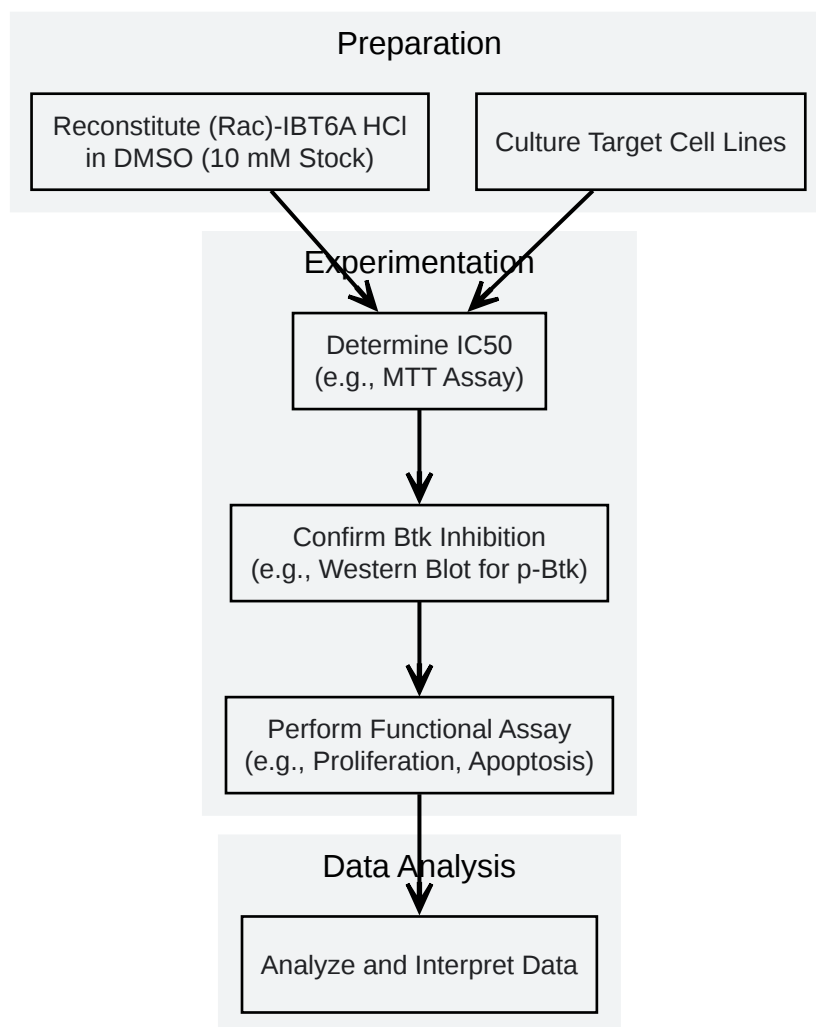 Preparation
Reconstitute (Rac)-IBT6A HCl
in DMSO (10 mM Stock)
Culture Target Cell Lines
Experimentation
Determine IC50
(e.g., MTT Assay)
Confirm Btk Inhibition
(e.g., Western Blot for p-Btk)
Perform Functional Assay
(e.g., Proliferation, Apoptosis)
Data Analysis
Analyze and Interpret Data